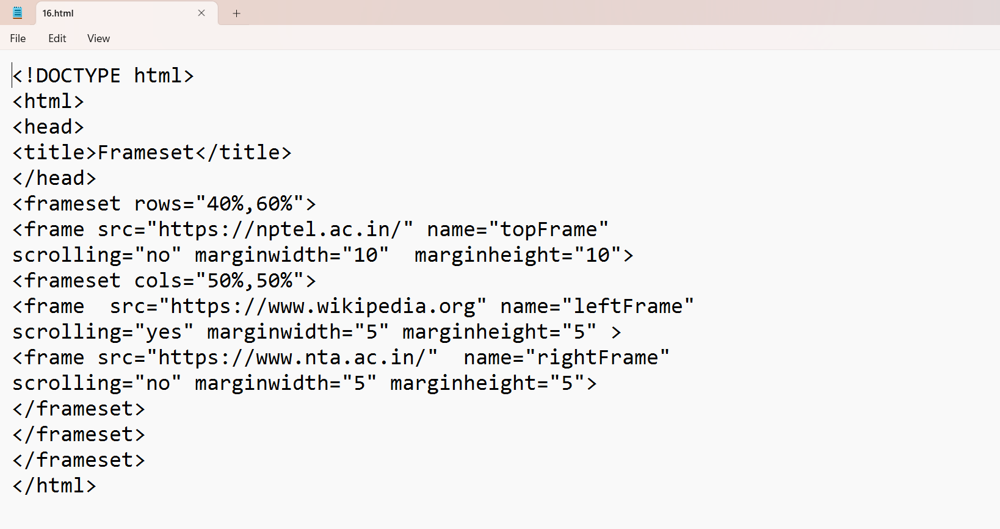 16.html
File Edit View
<!DOCTYPE html>
<html>
<head>
<title>Frameset</title>
</head>
<frameset rows="40%,60%">
<frame src="https://nptel.ac.in/" name="topFrame"
scrolling="no" marginwidth="10"  marginheight="10">
<frameset cols="50%,50%">
<frame  src="https://www.wikipedia.org" name="leftFrame"
scrolling="yes" marginwidth="5" marginheight="5" >
<frame src="https://www.nta.ac.in/"  name="rightFrame"
scrolling="no" marginwidth="5" marginheight="5">
</frameset>
</frameset>
</frameset>
</html>